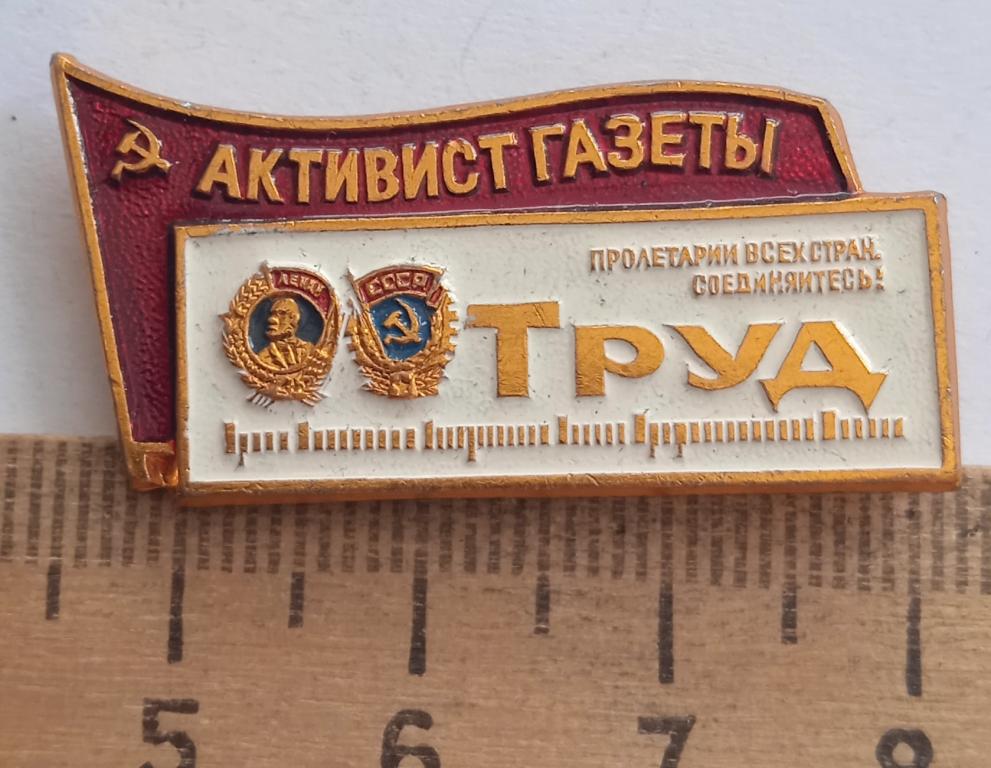 АКТИВИСТ ГАЗЕТЫ
ПРОЛЕТАРИИ ВСЕХ СТРАН,
СОЕДИНЯЙТЕСЬ!
ЛЕНИН
СССР
ТРУД
5 6 7 8